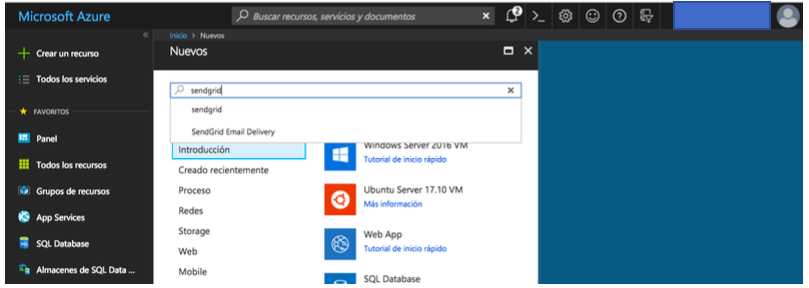 Microsoft Azure
Buscar recursos, servicios y documentos
2
Inicio > Nuevos
Nuevos
Crear un recurso
Todos los servicios
FAVORITOS
Panel
Todos los recursos
Grupos de recursos
App Services
SQL Database
Almacenes de SQL Data ...
sendgrid
sendgrid
SendGrid Email Delivery
Introducción
Creado recientemente
Proceso
Redes
Storage
Web
Mobile
Windows Server 2016 VM
Tutorial de inicio rápido
Ubuntu Server 17.10 VM
Más información
Web App
Tutorial de inicio rápido
SQL Database